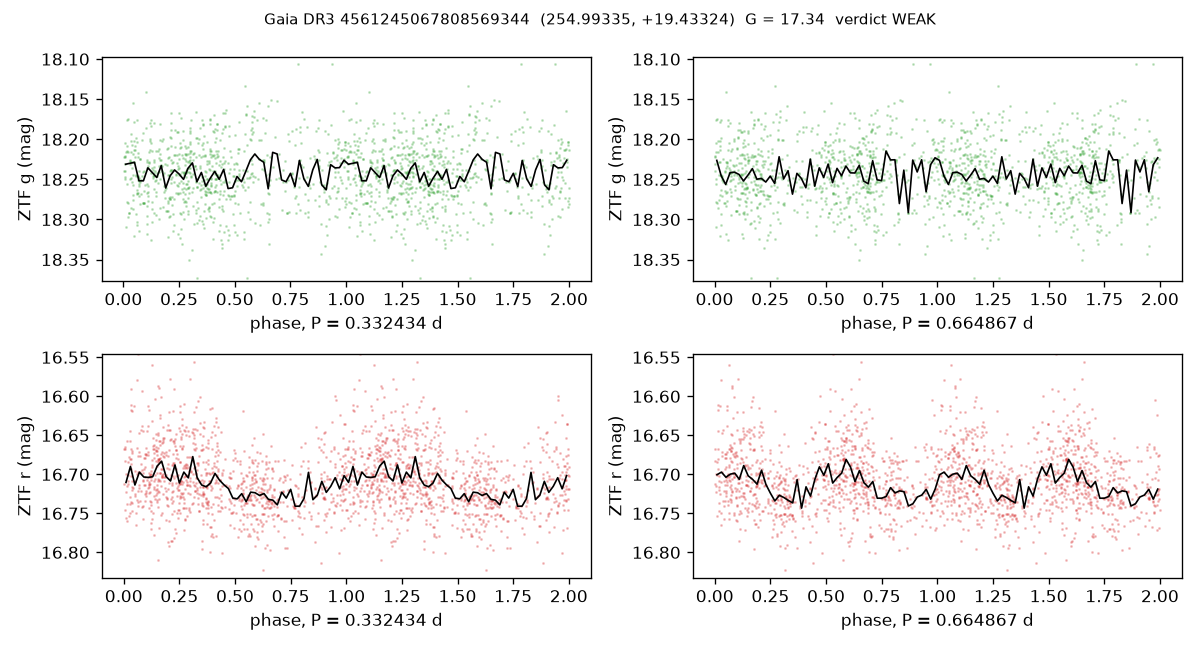 Gaia DR3 4561245067808569344 (254.99335, +19.43324) G = 17.34 verdict WEAK
18.10
18.15
18.20
18.25
18.30
18.35
ZTF g (mag)
0.00 0.25 0.50 0.75 1.00 1.25 1.50 1.75 2.00
phase, P = 0.332434 d
18.10
18.15
18.20
18.25
18.30
18.35
ZTF g (mag)
0.00 0.25 0.50 0.75 1.00 1.25 1.50 1.75 2.00
phase, P = 0.664867 d
16.55
16.60
16.65
16.70
16.75
16.80
ZTF r (mag)
0.00 0.25 0.50 0.75 1.00 1.25 1.50 1.75 2.00
phase, P = 0.332434 d
16.55
16.60
16.65
16.70
16.75
16.80
ZTF r (mag)
0.00 0.25 0.50 0.75 1.00 1.25 1.50 1.75 2.00
phase, P = 0.664867 d